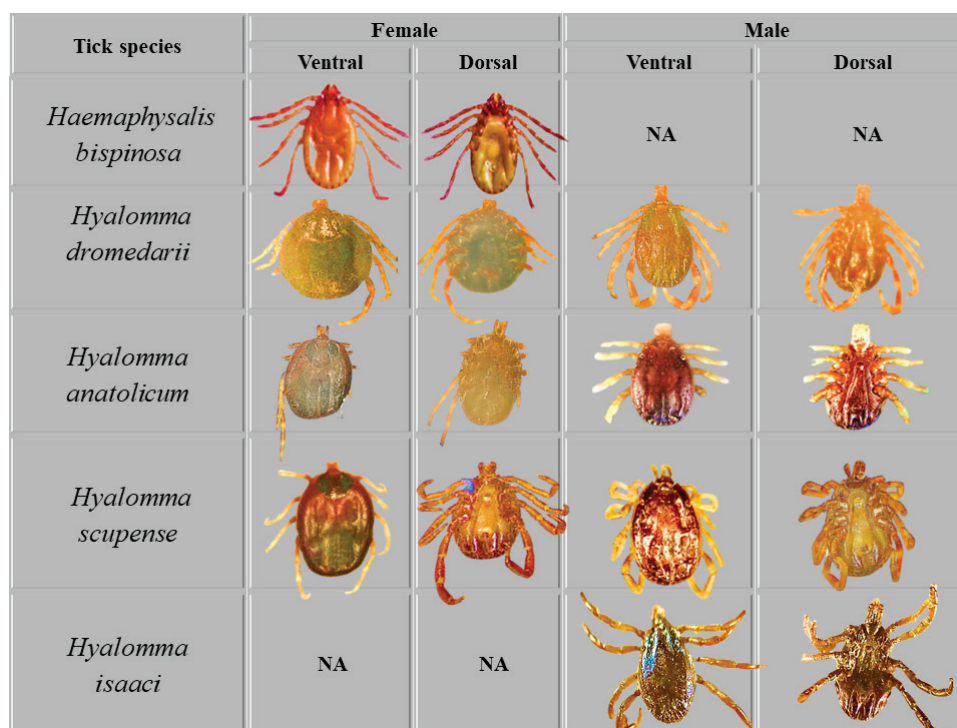 Tick species
Female
Male
Ventral
Dorsal
Ventral
Dorsal
Haemaphysalis
bispinosa
NA
NA
Hyalomma
dromedarii
Hyalomma
anatolicum
Hyalomma
scupense
Hyalomma
isaaci
NA
NA